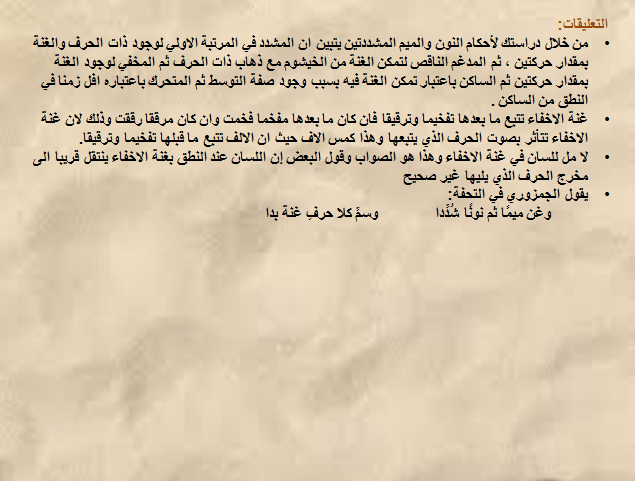 التعليقات:
• من خلال دراستك لأحكام النون والميم المشددتين يتبين ان المشدد في المرتبة الاولي لوجود ذات الحرف والغنة
بمقدار حركتين ، ثم المدغم الناقص لتمكن الغنة من الخيشوم مع ذهاب ذات الحرف ثم المخفي لوجود الغنة
بمقدار حركتين ثم الساكن باعتبار تمكن الغنة فيه بسبب وجود صفة التوسط ثم المتحرك باعتباره اقل زمنا في
النطق من الساكن .
• غنة الاخفاء تتبع ما بعدها تفخيما وترقيقا فان كان ما بعدها مفخما فخمت وان كان مرققا رققت وذلك لان غنة
الاخفاء تتأثر بصوت الحرف الذي يتبعها وهذا كمس الاف حيث ان الالف تتبع ما قبلها تفخيما وترقيقا.
• لا مل للسان في غنة الاخفاء وهذا هو الصواب وقول البعض إن اللسان عند النطق بغنة الاخفاء ينتقل قريبا الى
مخرج الحرف الذي يليها غير صحيح
• يقول الجمزوري في التحفة:
وغن ميمًا ثم نونًا شُدِّدا وسمِّ كلا حرفِ غنة بدا